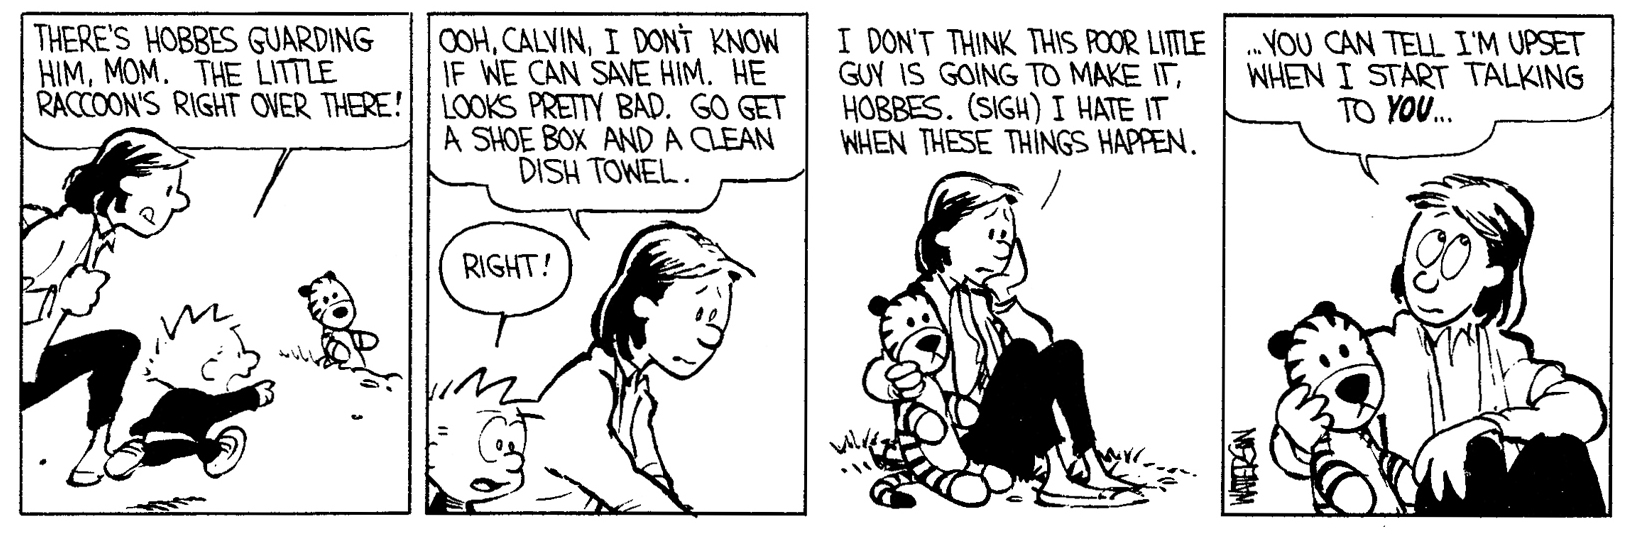 THERE'S HOBBES GUARDING
HIM, MOM. THE LITTLE
RACCOON'S RIGHT OVER THERE!
OOH, CALVIN, I DON'T KNOW
IF WE CAN SAVE HIM. HE
LOOKS PRETTY BAD. GO GET
A SHOE BOX AND A CLEAN
DISH TOWEL.
RIGHT!
I DON'T THINK THIS POOR LITTLE
GUY IS GOING TO MAKE IT,
HOBBES. (SIGH) I HATE IT
WHEN THESE THINGS HAPPEN.
...YOU CAN TELL I'M UPSET
WHEN I START TALKING
TO YOU...
WATTERSON